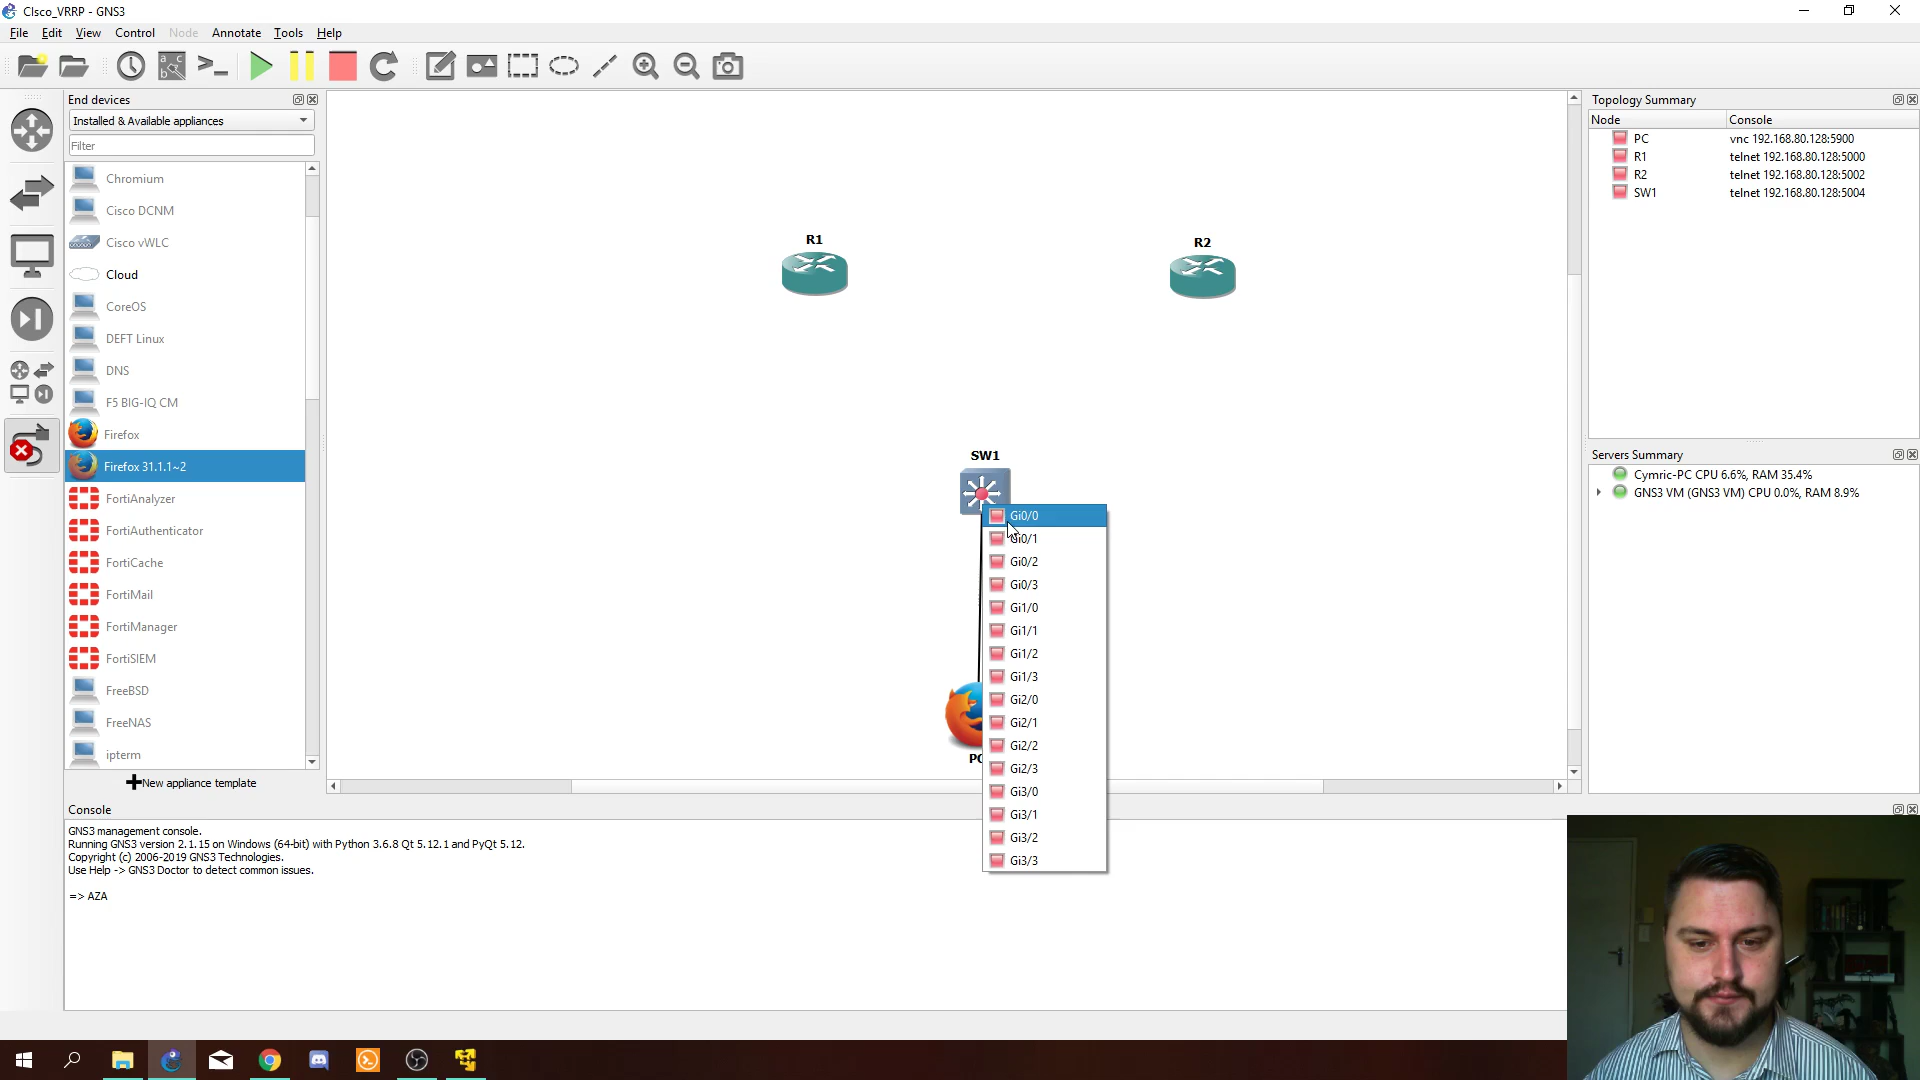 CIsco_VRRP - GNS3
File Edit View Control Node Annotate Tools Help
End devices
Installed & Available appliances
Filter
Chromium
Cisco DCNM
Cisco vWLC
Cloud
CoreOS
DEFT Linux
DNS
F5 BIG-IQ CM
Firefox
Firefox 31.1.1~2
FortiAnalyzer
FortiAuthenticator
FortiCache
FortiMail
FortiManager
FortiSIEM
FreeBSD
FreeNAS
ipterm
New appliance template
R1
R2
SW1
Gi0/0
Gi0/1
Gi0/2
Gi0/3
Gi1/0
Gi1/1
Gi1/2
Gi1/3
Gi2/0
Gi2/1
Gi2/2
Gi2/3
Gi3/0
Gi3/1
Gi3/2
Gi3/3
Topology Summary
Node Console
PC vnc 192.168.80.128:5900
R1 telnet 192.168.80.128:5000
R2 telnet 192.168.80.128:5002
SW1 telnet 192.168.80.128:5004
Servers Summary
Cymric-PC CPU 6.6%, RAM 35.4%
GNS3 VM (GNS3 VM) CPU 0.0%, RAM 8.9%
Console
GNS3 management console.
Running GNS3 version 2.1.15 on Windows (64-bit) with Python 3.6.8 Qt 5.12.1 and PyQt 5.12.
Copyright (c) 2006-2019 GNS3 Technologies.
Use Help -> GNS3 Doctor to detect common issues.
=> AZA